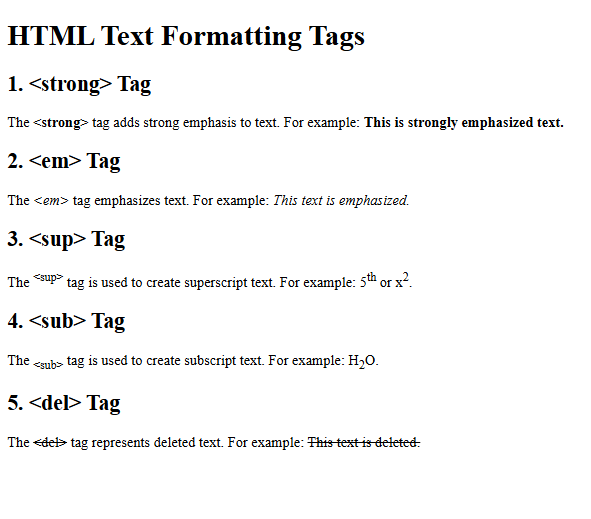 HTML Text Formatting Tags
1. <strong> Tag
The <strong> tag adds strong emphasis to text. For example: This is strongly emphasized text.
2. <em> Tag
The <em> tag emphasizes text. For example: This text is emphasized.
3. <sup> Tag
The <sup> tag is used to create superscript text. For example: 5th or x2.
4. <sub> Tag
The <sub> tag is used to create subscript text. For example: H2O.
5. <del> Tag
The <del> tag represents deleted text. For example: This text is deleted.